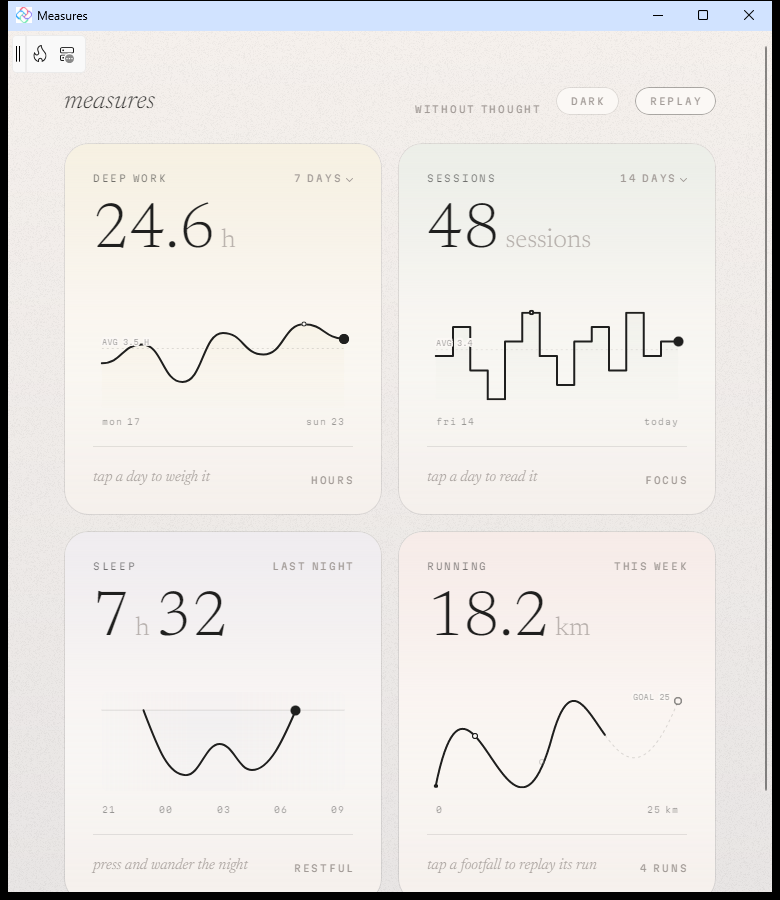 Measures
measures
WITHOUT THOUGHT
DARK
REPLAY
DEEP WORK
7 DAYS
24.6 h
AVG 3.5 H
mon 17
sun 23
tap a day to weigh it
HOURS
SESSIONS
14 DAYS
48 sessions
AVG 3.4
fri 14
today
tap a day to read it
FOCUS
SLEEP
LAST NIGHT
7 h 32
21 00 03 06 09
press and wander the night
RESTFUL
RUNNING
THIS WEEK
18.2 km
GOAL 25
0
25 km
tap a footfall to replay its run
4 RUNS